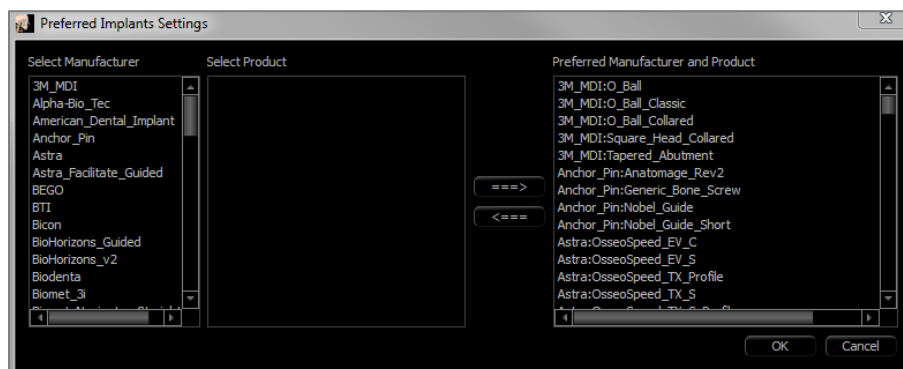 Preferred Implants Settings
Select Manufacturer
Select Product
Preferred Manufacturer and Product
3M_MDI
Alpha-Bio_Tec
American_Dental_Implant
Anchor_Pin
Astra
Astra_Facilitate_Guided
BEGO
BTI
Bicon
BioHorizons_Guided
BioHorizons_v2
Biodenta
Biomet_3i
===>
<===
3M_MDI:O_Ball
3M_MDI:O_Ball_Classic
3M_MDI:O_Ball_Collared
3M_MDI:Square_Head_Collared
3M_MDI:Tapered_Abutment
Anchor_Pin:Anatomage_Rev2
Anchor_Pin:Generic_Bone_Screw
Anchor_Pin:Nobel_Guide
Anchor_Pin:Nobel_Guide_Short
Astra:OsseoSpeed_EV_C
Astra:OsseoSpeed_EV_S
Astra:OsseoSpeed_TX_Profile
Astra:OsseoSpeed_TX_S
OK
Cancel